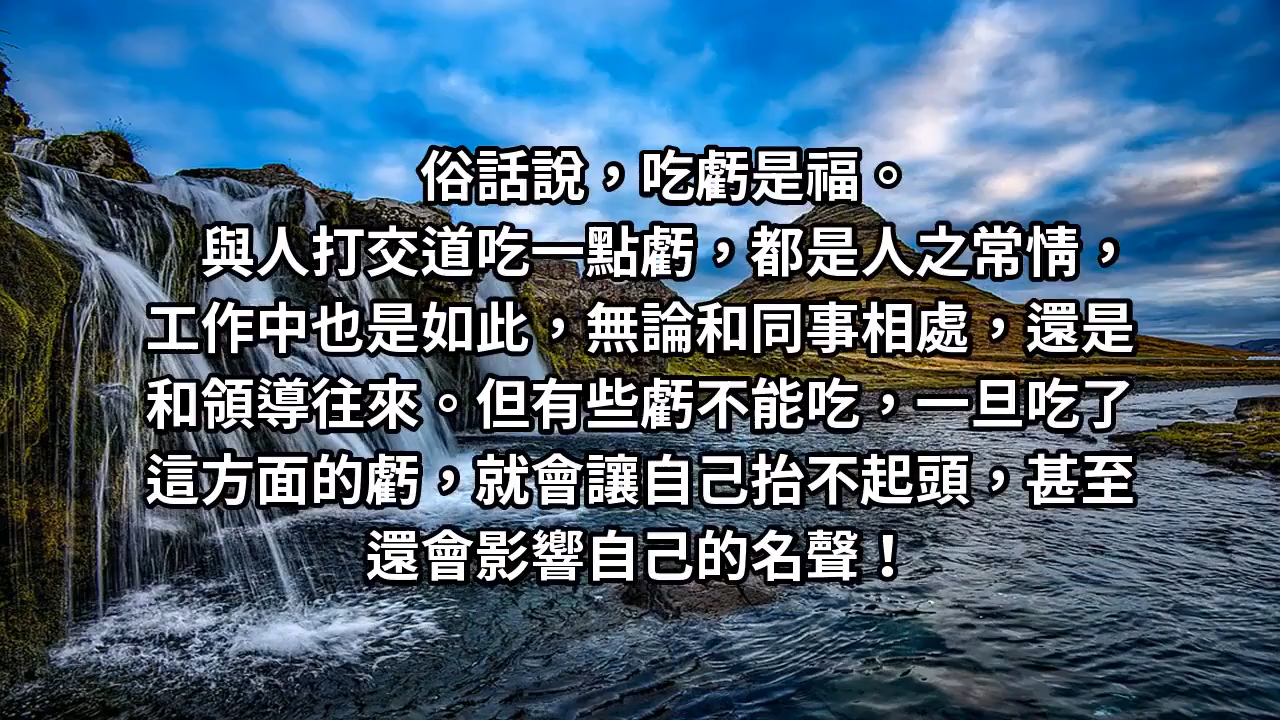 俗話說，吃虧是福。
與人打交道吃一點虧，都是人之常情，
工作中也是如此，無論和同事相處，還是
和領導往來。但有些虧不能吃，一旦吃了
這方面的虧，就會讓自己抬不起頭，甚至
還會影響自己的名聲！